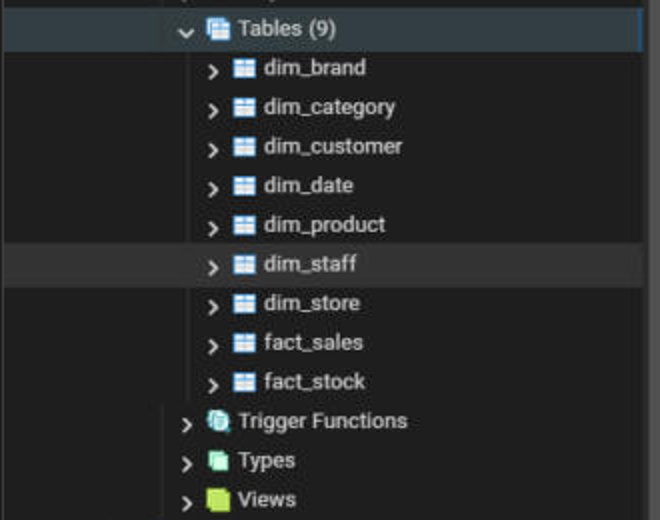 Tables (9)
dim_brand
dim_category
dim_customer
dim_date
dim_product
dim_staff
dim_store
fact_sales
fact_stock
Trigger Functions
Types
Views